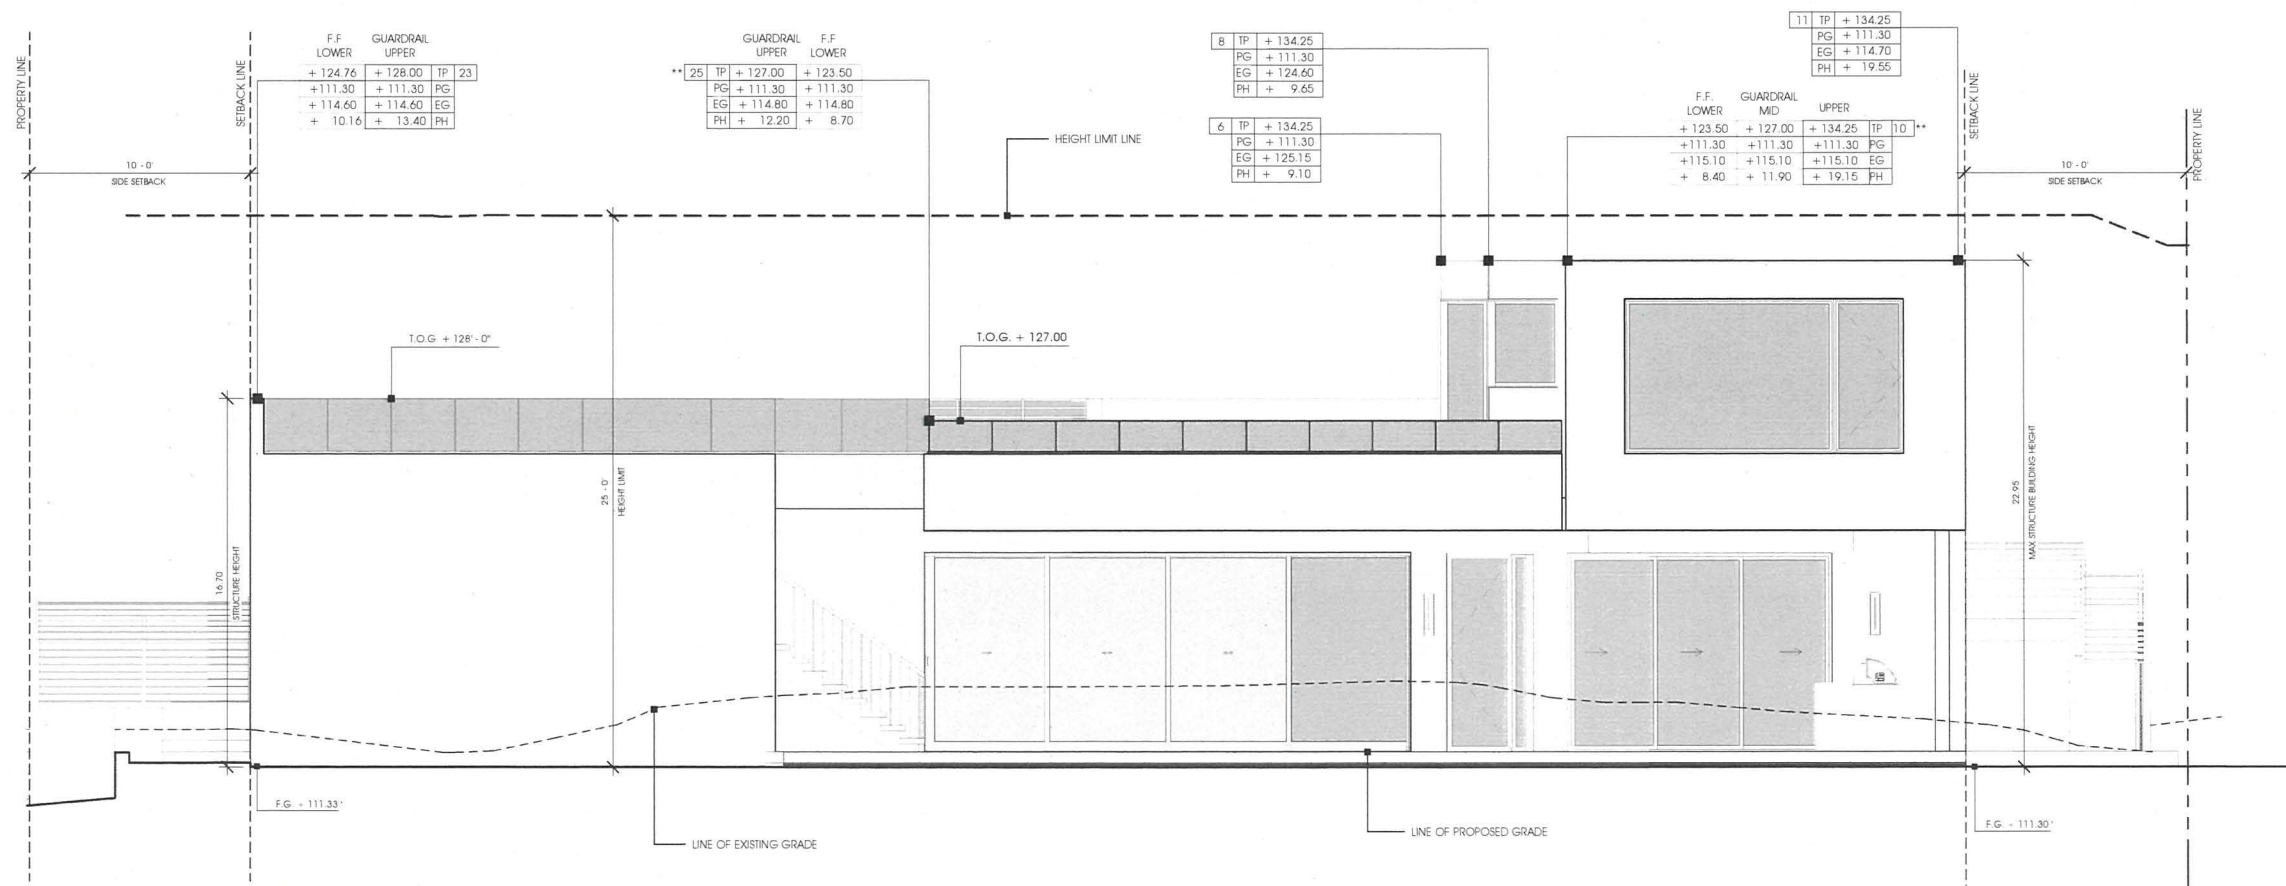 F.F GUARDRAIL
LOWER UPPER
+ 124.76 + 128.00 TP 23
+111.30 +111.30 PG
+ 114.60 + 114.60 EG
+ 10.16 + 13.40 PH
GUARDRAIL F.F
UPPER LOWER
** 25 TP + 127.00 + 123.50
PG + 111.30 + 111.30
EG + 114.80 + 114.80
PH + 12.20 + 8.70
8 TP + 134.25
PG + 111.30
EG + 124.60
PH + 9.65
6 TP + 134.25
PG + 111.30
EG + 125.15
PH + 9.10
11 TP + 134.25
PG + 111.30
EG + 114.70
PH + 19.55
F.F. GUARDRAIL
LOWER MID UPPER
+ 123.50 + 127.00 + 134.25 TP 10 **
+111.30 +111.30 +111.30 PG
+115.10 +115.10 +115.10 EG
+ 8.40 + 11.90 + 19.15 PH
PROPERTY LINE
SETBACK LINE
SETBACK LINE
PROPERTY LINE
HEIGHT LIMIT LINE
10' - 0'
SIDE SETBACK
10' - 0'
SIDE SETBACK
T.O.G + 128' - 0"
T.O.G. + 127.00
25' - 0'
HEIGHT LIMIT
16.70
STRUCTURE HEIGHT
22.95
MAX STRUCTURE BUILDING HEIGHT
F.G. + 111.33'
LINE OF EXISTING GRADE
LINE OF PROPOSED GRADE
F.G. + 111.30'